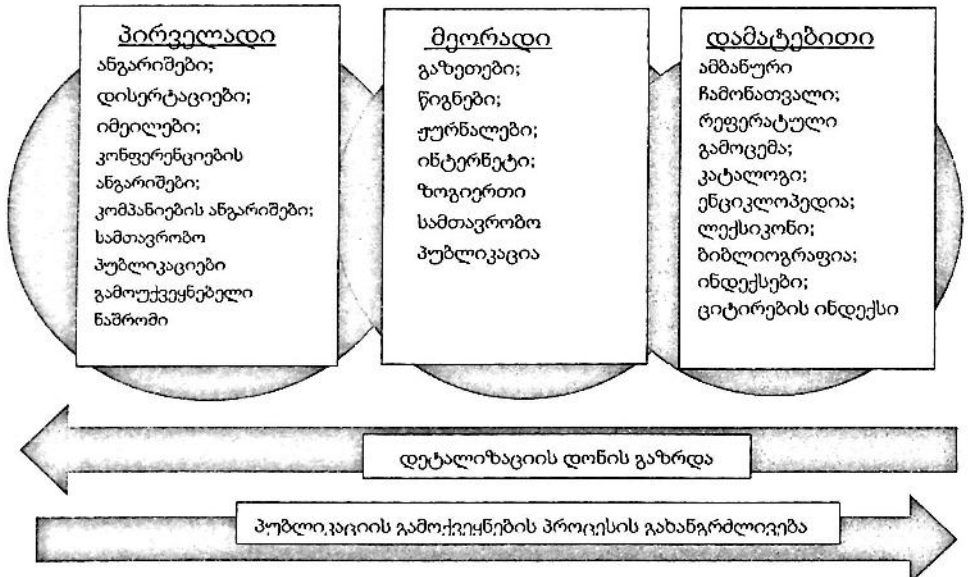 პირველადი
ანგარიშები;
დისერტაციები;
იმეილები;
კონფერენციების
ანგარიშები;
კომპანიების ანგარიშები;
სამთავრობო
პუბლიკაციები
გამოუქვეყნებელი
ნაშრომი
მეორადი
გაზეთები;
წიგნები;
ჟურნალები;
ინტერნეტი;
ზოგიერთი
სამთავრობო
პუბლიკაცია
დამატებითი
ამბანური
ჩამონათვალი;
რეფერატული
გამოცემა;
კატალოგი;
ენციკლოპედია;
ლექსიკონი;
ბიბლიოგრაფია;
ინდექსები;
ციტირების ინდექსი
დეტალიზაციის დონის გაზრდა
პუბლიკაციის გამოქვეყნების პროცესის გახანგრძლივება